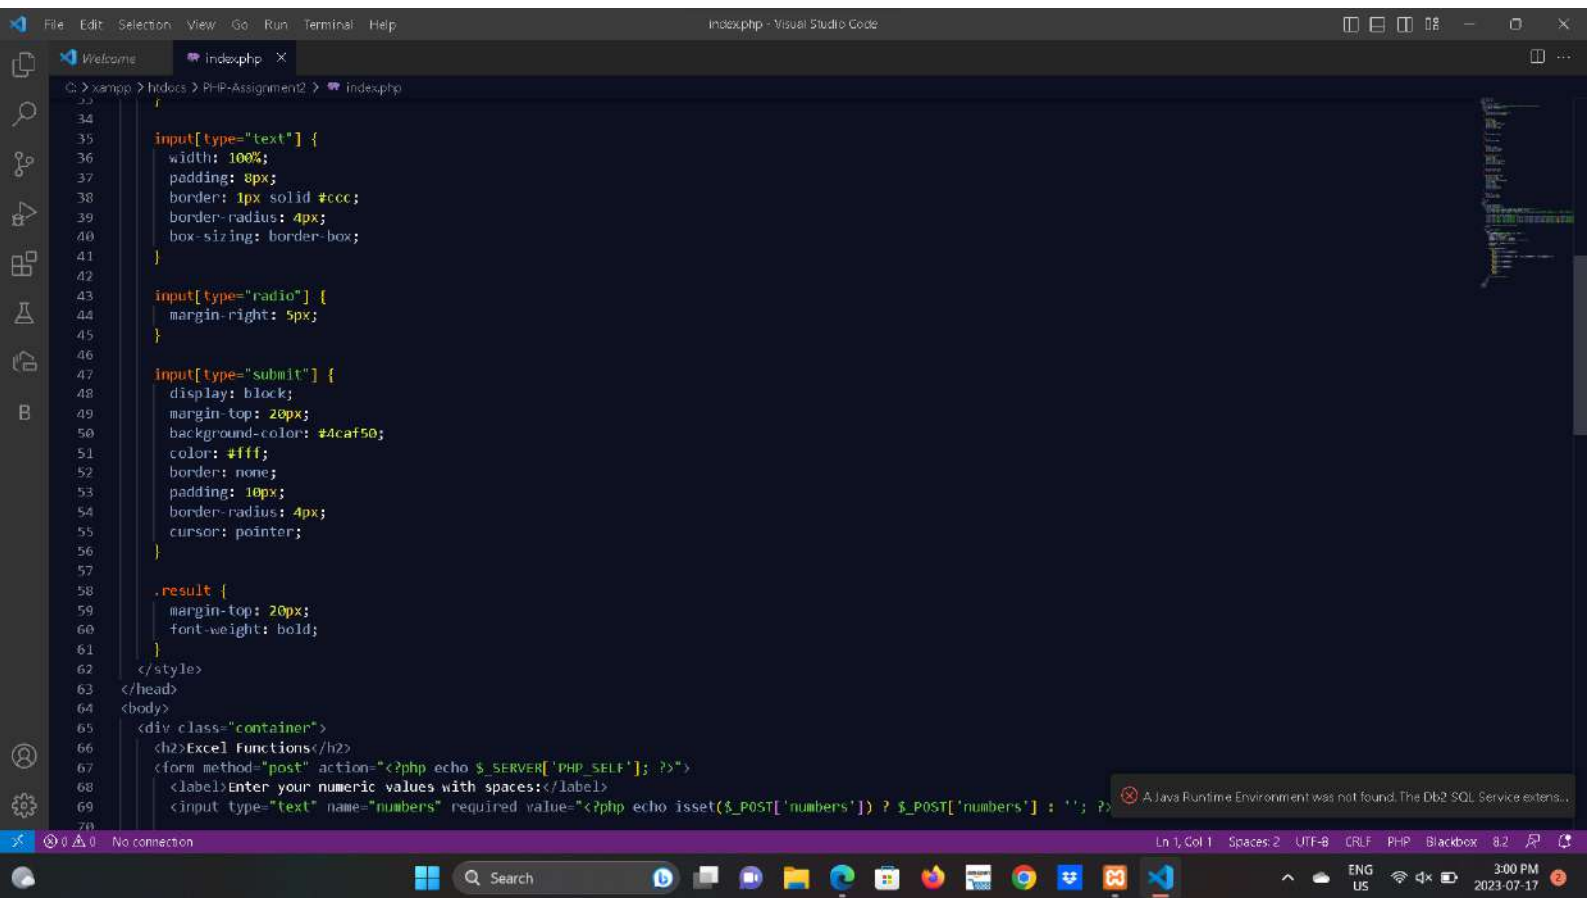 File Edit Selection View Go Run Terminal Help
index.php - Visual Studio Code
Welcome
index.php
C: > xampp > htdocs > PHP-Assignment2 > index.php
33 }
34
35 input[type="text"] {
36 width: 100%;
37 padding: 8px;
38 border: 1px solid #ccc;
39 border-radius: 4px;
40 box-sizing: border-box;
41 }
42
43 input[type="radio"] {
44 margin-right: 5px;
45 }
46
47 input[type="submit"] {
48 display: block;
49 margin-top: 20px;
50 background-color: #4caf50;
51 color: #fff;
52 border: none;
53 padding: 10px;
54 border-radius: 4px;
55 cursor: pointer;
56 }
57
58 .result {
59 margin-top: 20px;
60 font-weight: bold;
61 }
62 </style>
63 </head>
64 <body>
65 <div class="container">
66 <h2>Excel Functions</h2>
67 <form method="post" action="<?php echo $_SERVER['PHP_SELF']; ?>">
68 <label>Enter your numeric values with spaces:</label>
69 <input type="text" name="numbers" required value="<?php echo isset($_POST['numbers']) ? $_POST['numbers'] : ''; ?>
70
A Java Runtime Environment was not found. The Db2 SQL Service extens...
0 0 No connection
Ln 1, Col 1 Spaces: 2 UTF-8 CRLF PHP Blackbox 8.2
Search
ENG
US
3:00 PM
2023-07-17
2